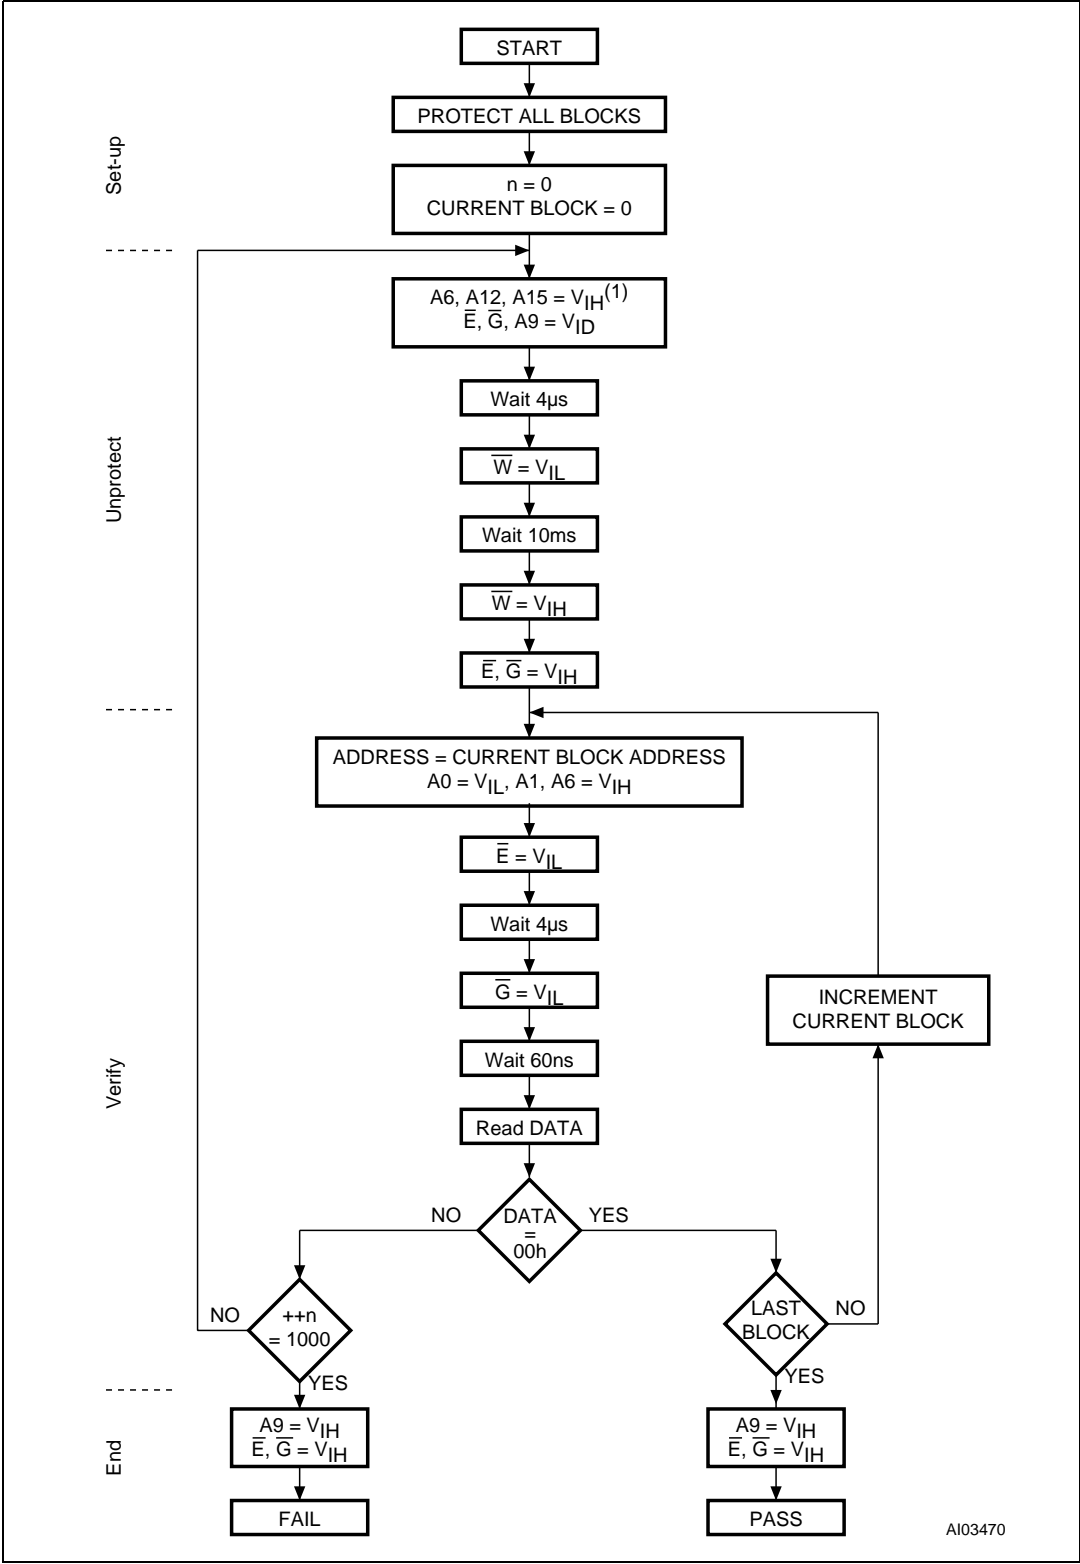 START
PROTECT ALL BLOCKS
Set-up
n = 0
CURRENT BLOCK = 0
A6, A12, A15 = VIH(1)
E̅, G̅, A9 = VID
Wait 4µs
Unprotect
W̅ = VIL
Wait 10ms
W̅ = VIH
E̅, G̅ = VIH
ADDRESS = CURRENT BLOCK ADDRESS
A0 = VIL, A1, A6 = VIH
E̅ = VIL
Wait 4µs
G̅ = VIL
INCREMENT
CURRENT BLOCK
Verify
Wait 60ns
Read DATA
NO
DATA
=
00h
YES
NO
++n
= 1000
YES
LAST
BLOCK
NO
YES
End
A9 = VIH
E̅, G̅ = VIH
A9 = VIH
E̅, G̅ = VIH
FAIL
PASS
AI03470